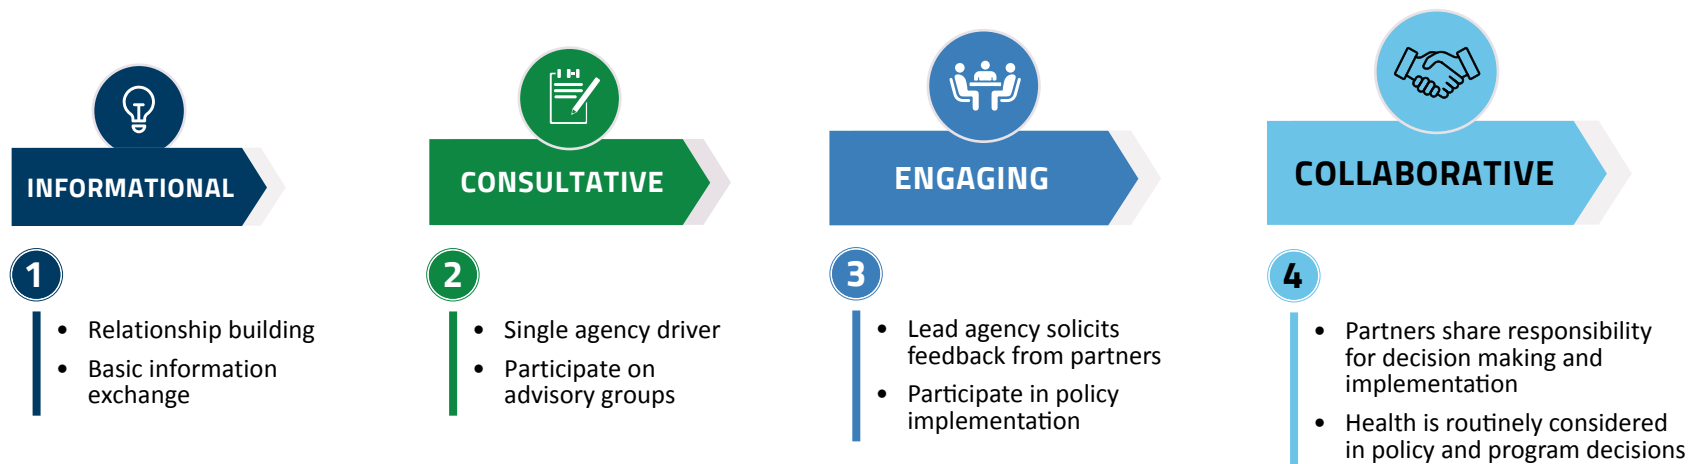 INFORMATIONAL
1
• Relationship building
• Basic information
exchange
CONSULTATIVE
2
• Single agency driver
• Participate on
advisory groups
ENGAGING
3
• Lead agency solicits
feedback from partners
• Participate in policy
implementation
COLLABORATIVE
4
• Partners share responsibility
for decision making and
implementation
• Health is routinely considered
in policy and program decisions